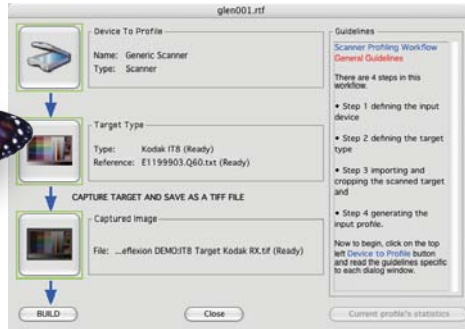 glen001.rtf
Device To Profile
Name: Generic Scanner
Type: Scanner
Target Type
Type: Kodak IT8 (Ready)
Reference: E1199903.Q60.txt (Ready)
CAPTURE TARGET AND SAVE AS A TIFF FILE
Captured Image
File: ...eflexion DEMO:IT8 Target Kodak RX.tif (Ready)
BUILD
Close
Guidelines
Scanner Profiling Workflow
General Guidelines
There are 4 steps in this
workflow.
• Step 1 defining the input
device
• Step 2 defining the target
type
• Step 3 importing and
cropping the scanned target
and
• Step 4 generating the
input profile.
Now to begin, click on the top
left Device to Profile button
and read the guidelines specific
to each dialog window.
Current profile's statistics